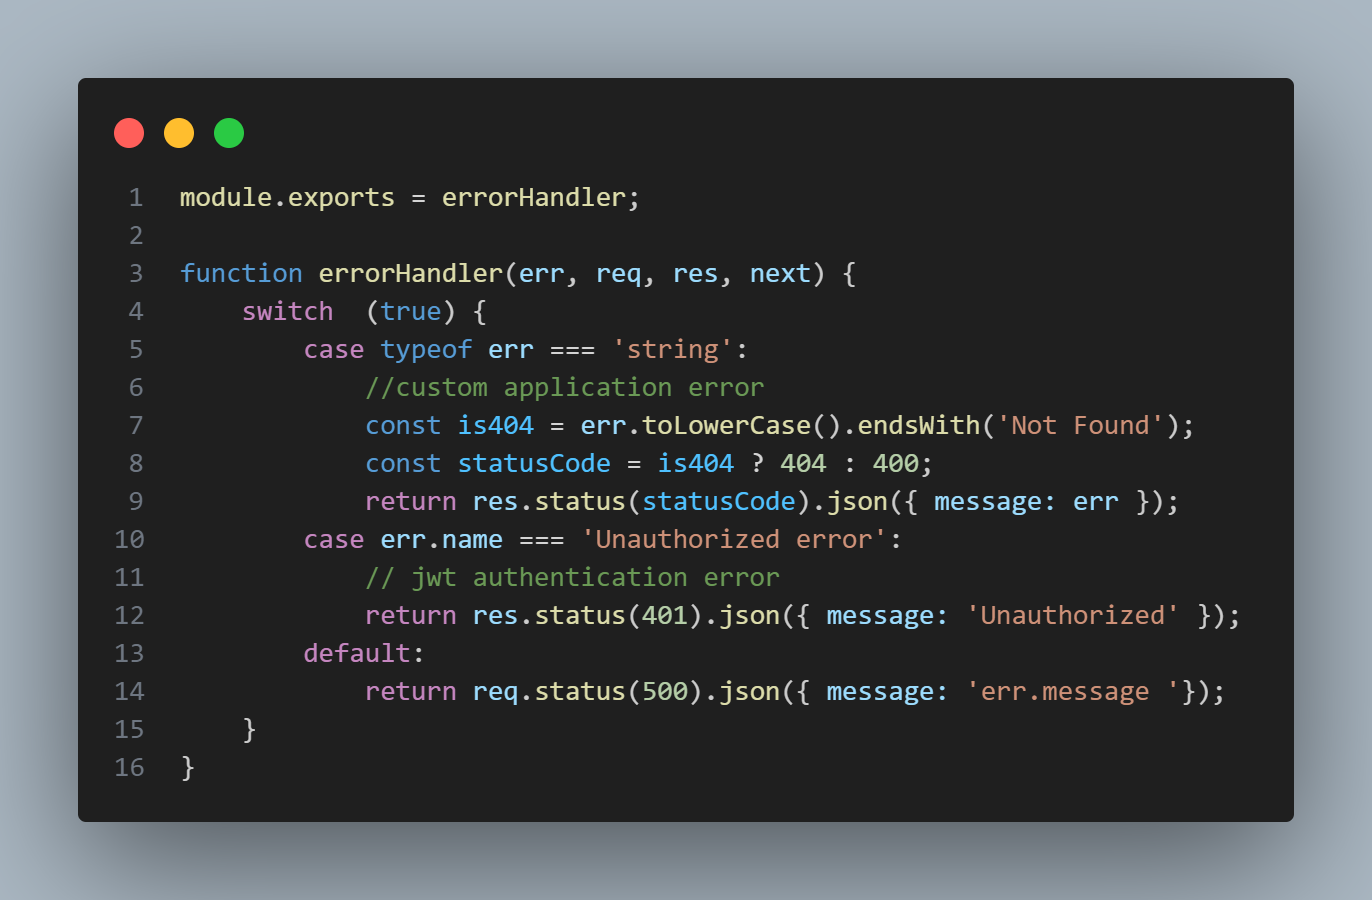 1 module.exports = errorHandler;
2
3 function errorHandler(err, req, res, next) {
4     switch  (true) {
5         case typeof err === 'string':
6             //custom application error
7             const is404 = err.toLowerCase().endsWith('Not Found');
8             const statusCode = is404 ? 404 : 400;
9             return res.status(statusCode).json({ message: err });
10         case err.name === 'Unauthorized error':
11             // jwt authentication error
12             return res.status(401).json({ message: 'Unauthorized' });
13         default:
14             return req.status(500).json({ message: 'err.message '});
15     }
16 }